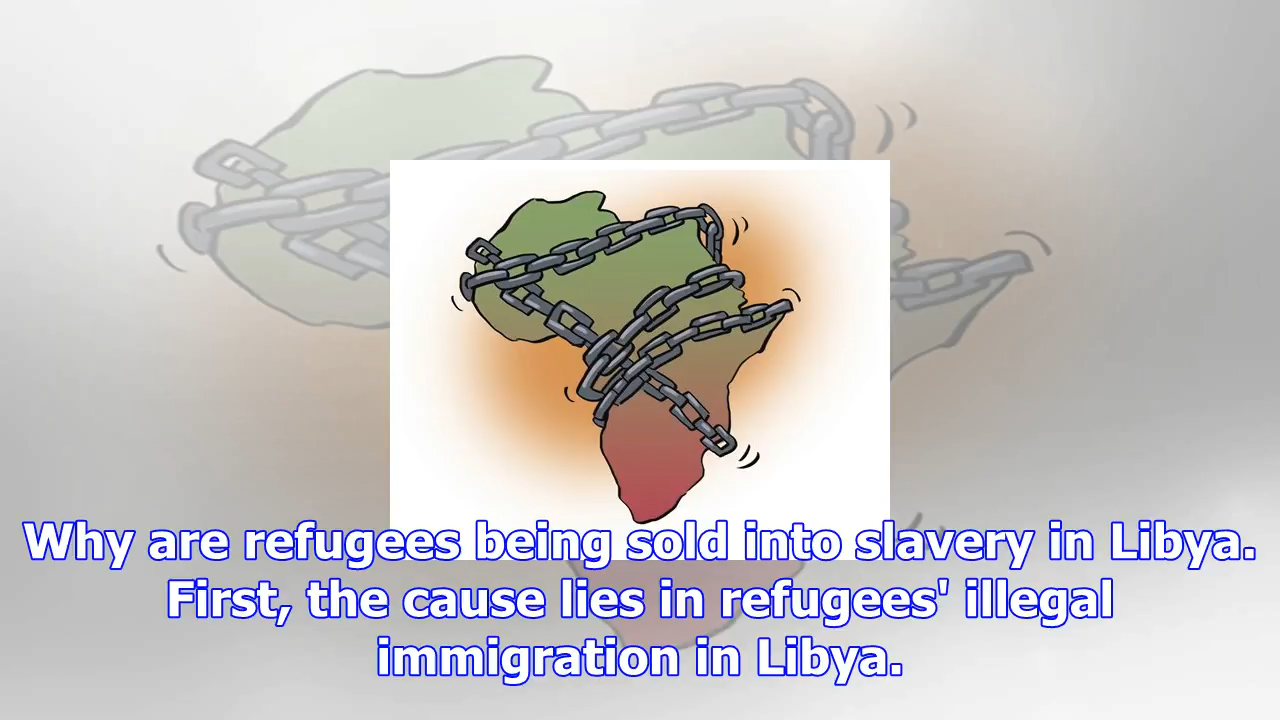 Why are refugees being sold into slavery in Libya.
First, the cause lies in refugees' illegal
immigration in Libya.